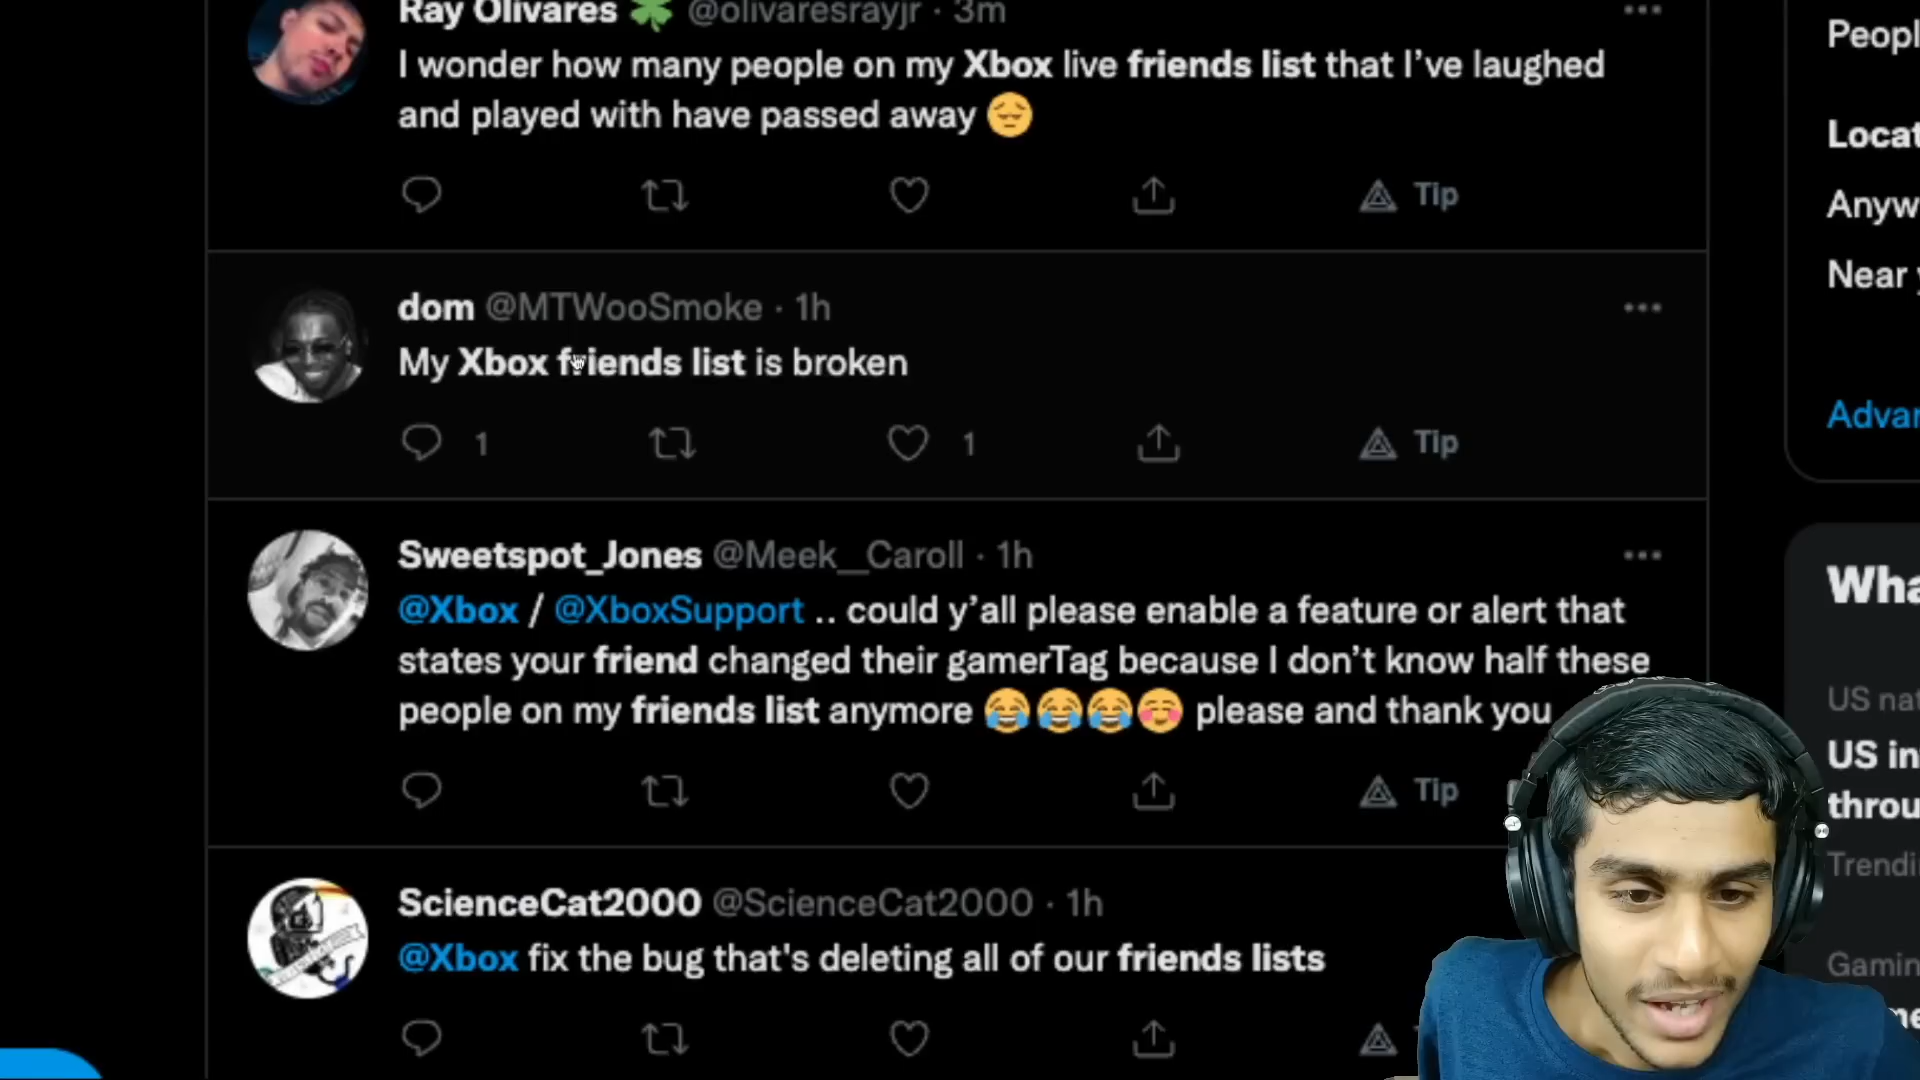 Ray Olivares 🍀 @olivaresrayjr · 3m
I wonder how many people on my Xbox live friends list that I’ve laughed
and played with have passed away 😔
Tip
dom @MTWooSmoke · 1h
My Xbox friends list is broken
1
1
Tip
Sweetspot_Jones @Meek__Caroll · 1h
@Xbox / @XboxSupport .. could y’all please enable a feature or alert that
states your friend changed their gamerTag because I don’t know half these
people on my friends list anymore 😂😂😂☺️ please and thank you
Tip
ScienceCat2000 @ScienceCat2000 · 1h
@Xbox fix the bug that's deleting all of our friends lists
Peopl
Locat
Anyw
Near
Advan
Wha
US nat
US in
throu
Trendi
Gamin